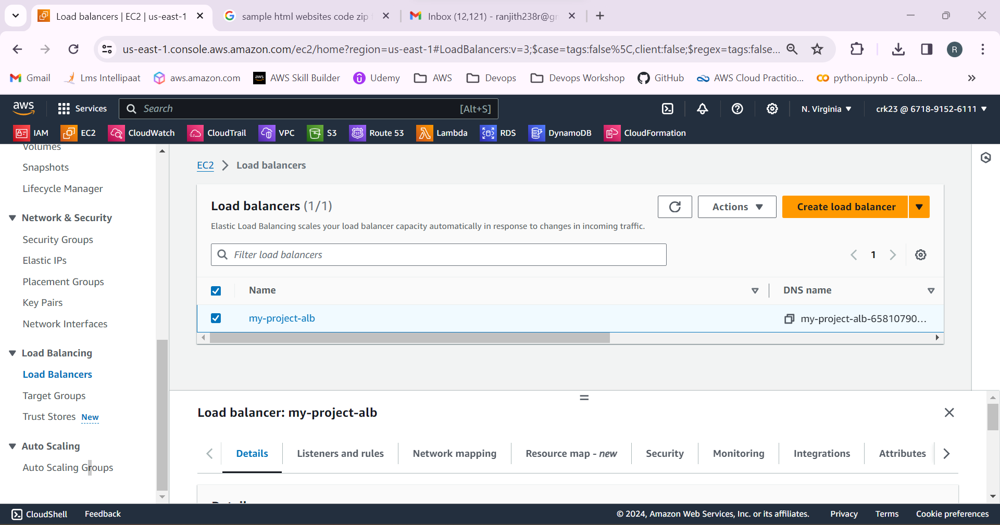 Load balancers | EC2 | us-east-1
sample html websites code zip f
Inbox (12,121) - ranjith238r@gm
us-east-1.console.aws.amazon.com/ec2/home?region=us-east-1#LoadBalancers:v=3;$case=tags:false%5C,client:false;$regex=tags:false...
R
Gmail
Lms Intellipaat
aws.amazon.com
aws
AWS Skill Builder
Udemy
AWS
Devops
Devops Workshop
GitHub
AWS Cloud Practitio...
python.ipynb - Cola...
aws
Services
Search
[Alt+S]
N. Virginia
crk23 @ 6718-9152-6111
IAM
EC2
CloudWatch
CloudTrail
VPC
S3
Route 53
Lambda
RDS
DynamoDB
CloudFormation
Volumes
Snapshots
Lifecycle Manager
Network & Security
Security Groups
Elastic IPs
Placement Groups
Key Pairs
Network Interfaces
Load Balancing
Load Balancers
Target Groups
Trust Stores New
Auto Scaling
Auto Scaling Groups
EC2
Load balancers
Load balancers (1/1)
Actions
Create load balancer
Elastic Load Balancing scales your load balancer capacity automatically in response to changes in incoming traffic.
Filter load balancers
1
Name
DNS name
my-project-alb
my-project-alb-65810790...
Load balancer: my-project-alb
Details
Listeners and rules
Network mapping
Resource map - new
Security
Monitoring
Integrations
Attributes
Details
CloudShell
Feedback
© 2024, Amazon Web Services, Inc. or its affiliates.
Privacy
Terms
Cookie preferences